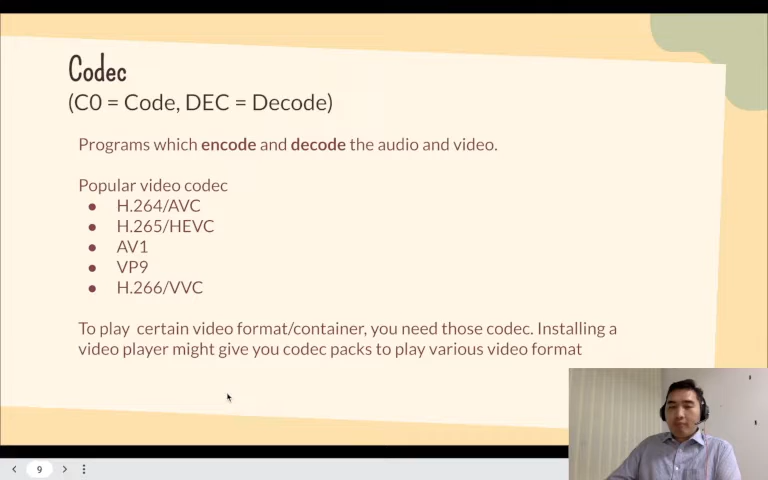 Codec
(C0 = Code, DEC = Decode)
Programs which encode and decode the audio and video.
Popular video codec
● H.264/AVC
● H.265/HEVC
● AV1
● VP9
● H.266/VVC
To play certain video format/container, you need those codec. Installing a
video player might give you codec packs to play various video format
9